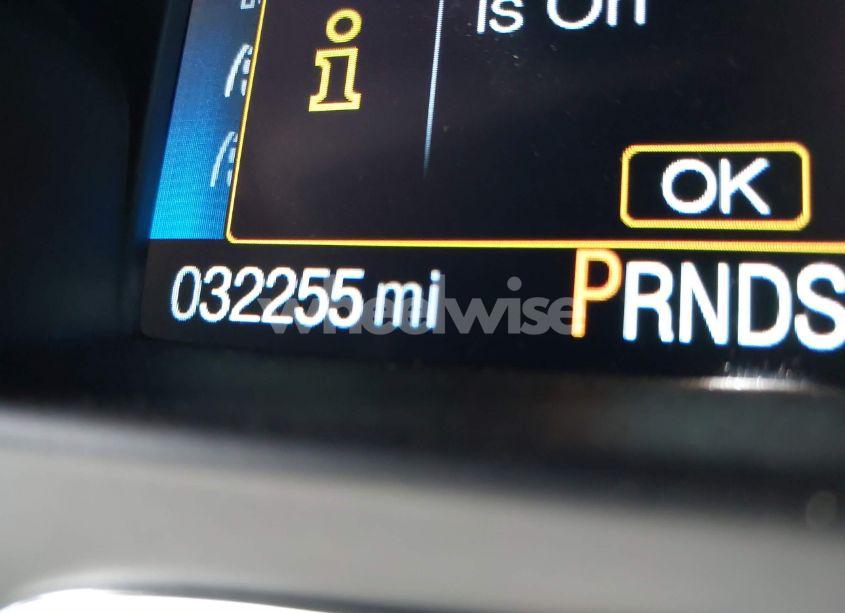 is On
OK
032255 mi PRNDS
wheelwise